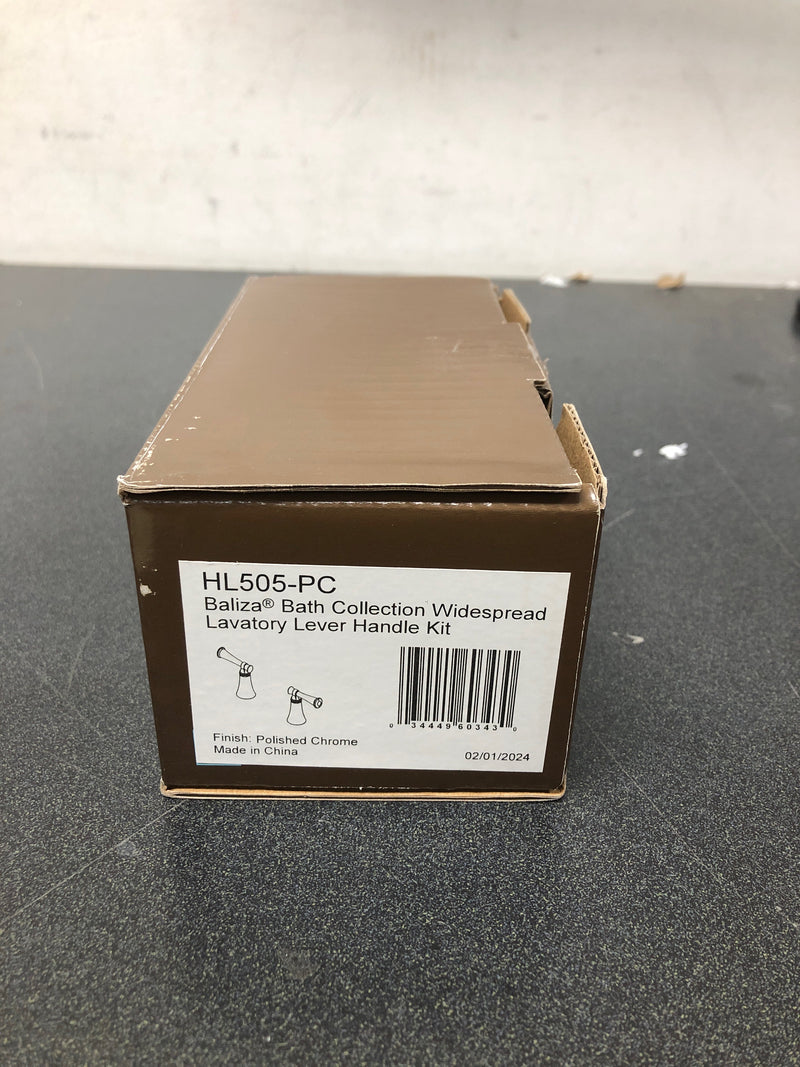 HL505-PC
Baliza® Bath Collection Widespread
Lavatory Lever Handle Kit
0 34449 60343 0
Finish: Polished Chrome
Made in China
02/01/2024